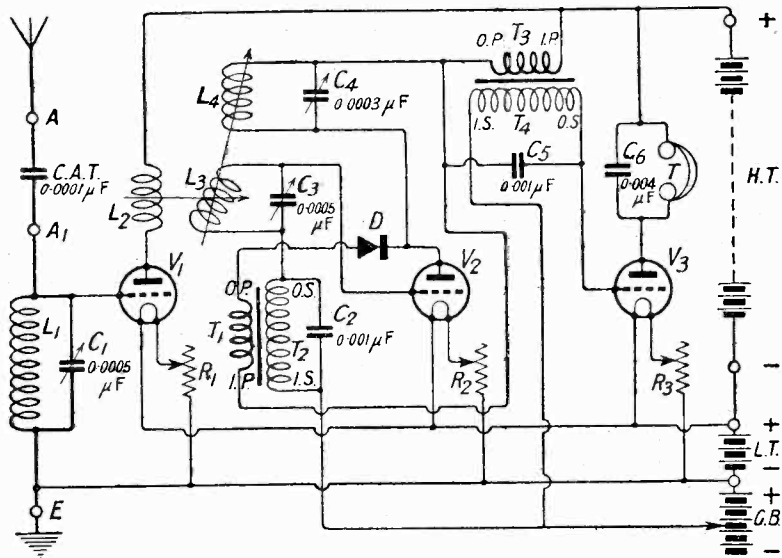 A
C.A.T.
0.0001 µF
A1
L1
C1
0.0005
µF
E
L2
V1
R1
L4
L3
C4
0.0003 µF
C3
0.0005
µF
D
O.P.
T1
I.P.
O.S.
T2
I.S.
C2
0.001 µF
V2
R2
O.P.
T3
I.P.
I.S.
T4
O.S.
C5
0.001 µF
C6
0.004
µF
T
V3
R3
+
H.T.
−
+
L.T.
−
+
G.B.
−